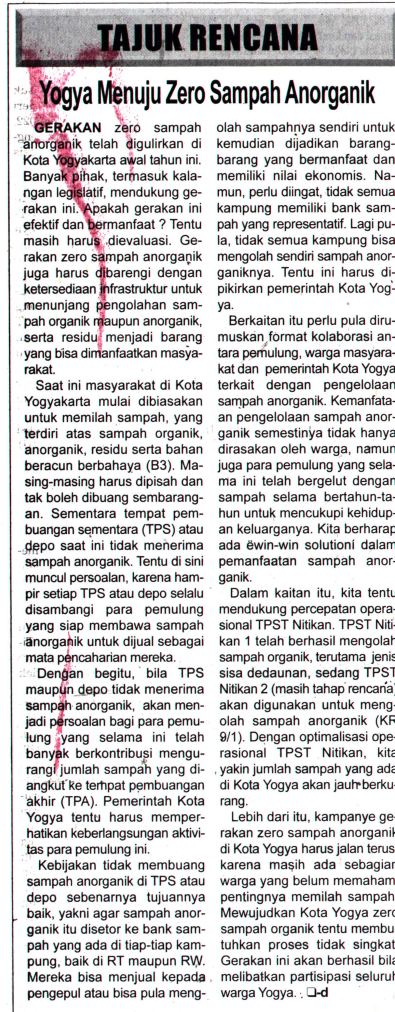 TAJUK RENCANA
Yogya Menuju Zero Sampah Anorganik
GERAKAN zero sampah
anorganik telah digulirkan di
Kota Yogyakarta awal tahun ini.
Banyak pihak, termasuk kala-
ngan legislatif, mendukung ge-
rakan ini. Apakah gerakan ini
efektif dan bermanfaat ? Tentu
masih harus dievaluasi. Ge-
rakan zero sampah anorganik
juga harus dibarengi dengan
ketersediaan infrastruktur untuk
menunjang pengolahan sam-
pah organik maupun anorganik,
serta residu menjadi barang
yang bisa dimanfaatkan masya-
rakat.
Saat ini masyarakat di Kota
Yogyakarta mulai dibiasakan
untuk memilah sampah, yang
terdiri atas sampah organik,
anorganik, residu serta bahan
beracun berbahaya (B3). Ma-
sing-masing harus dipisah dan
tak boleh dibuang sembarang-
an. Sementara tempat pem-
buangan sementara (TPS) atau
depo saat ini tidak menerima
sampah anorganik. Tentu di sini
muncul persoalan, karena ham-
pir setiap TPS atau depo selalu
disambangi para pemulung
yang siap membawa sampah
anorganik untuk dijual sebagai
mata pencaharian mereka.
Dengan begitu, bila TPS
maupun depo tidak menerima
sampah anorganik, akan men-
jadi persoalan bagi para pemu-
lung yang selama ini telah
banyak berkontribusi mengu-
rangi jumlah sampah yang di-
angkut ke tempat pembuangan
akhir (TPA). Pemerintah Kota
Yogya tentu harus memper-
hatikan keberlangsungan aktivi-
tas para pemulung ini.
Kebijakan tidak membuang
sampah anorganik di TPS atau
depo sebenarnya tujuannya
baik, yakni agar sampah anor-
ganik itu disetor ke bank sam-
pah yang ada di tiap-tiap kam-
pung, baik di RT maupun RW.
Mereka bisa menjual kepada
pengepul atau bisa pula meng-
olah sampahnya sendiri untuk
kemudian dijadikan barang-
barang yang bermanfaat dan
memiliki nilai ekonomis. Na-
mun, perlu diingat, tidak semua
kampung memiliki bank sam-
pah yang representatif. Lagi pu-
la, tidak semua kampung bisa
mengolah sendiri sampah anor-
ganiknya. Tentu ini harus di-
pikirkan pemerintah Kota Yog-
ya.
Berkaitan itu perlu pula diru-
muskan format kolaborasi an-
tara pemulung, warga masyara-
kat dan pemerintah Kota Yogya
terkait dengan pengelolaan
sampah anorganik. Kemanfata-
an pengelolaan sampah anor-
ganik semestinya tidak hanya
dirasakan oleh warga, namun
juga para pemulung yang sela-
ma ini telah bergelut dengan
sampah selama bertahun-ta-
hun untuk mencukupi kehidup-
an keluarganya. Kita berharap
ada ëwin-win solutioní dalam
pemanfaatan sampah anor-
ganik.
Dalam kaitan itu, kita tentu
mendukung percepatan opera-
sional TPST Nitikan. TPST Niti-
kan 1 telah berhasil mengolah
sampah organik, terutama jenis
sisa dedaunan, sedang TPST
Nitikan 2 (masih tahap rencana)
akan digunakan untuk meng-
olah sampah anorganik (KR
9/1). Dengan optimalisasi ope-
rasional TPST Nitikan, kita
yakin jumlah sampah yang ada
di Kota Yogya akan jauh berku-
rang.
Lebih dari itu, kampanye ge-
rakan zero sampah anorganik
di Kota Yogya harus jalan terus
karena masih ada sebagian
warga yang belum memaham
pentingnya memilah sampah
Mewujudkan Kota Yogya zero
sampah organik tentu membu
tuhkan proses tidak singkat
Gerakan ini akan berhasil bila
melibatkan partisipasi seluruh
warga Yogya. ❑-d